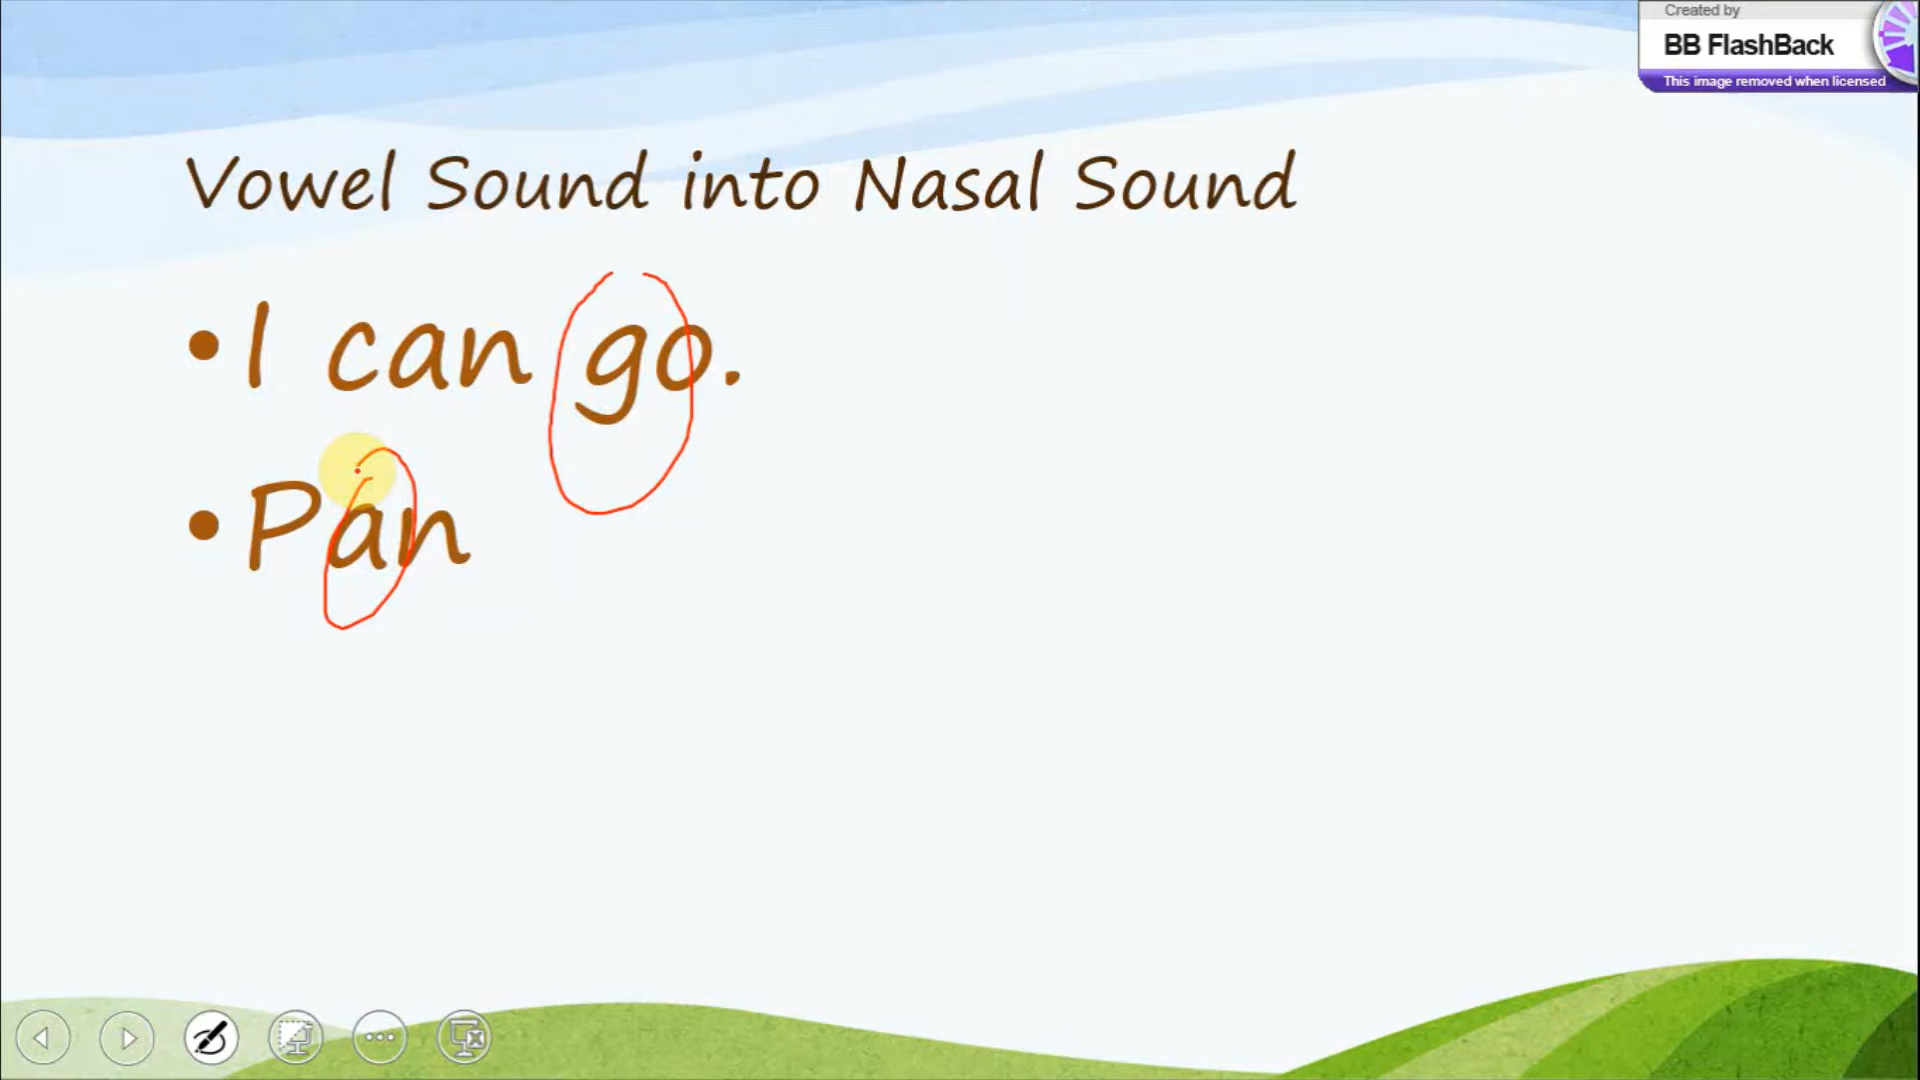 Created by
BB FlashBack
This image removed when licensed
Vowel Sound into Nasal Sound
•I can go.
•Pan